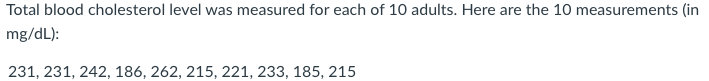 Total blood cholesterol level was measured for each of 10 adults. Here are the 10 measurements (in
mg/dL):
231, 231, 242, 186, 262, 215, 221, 233, 185, 215